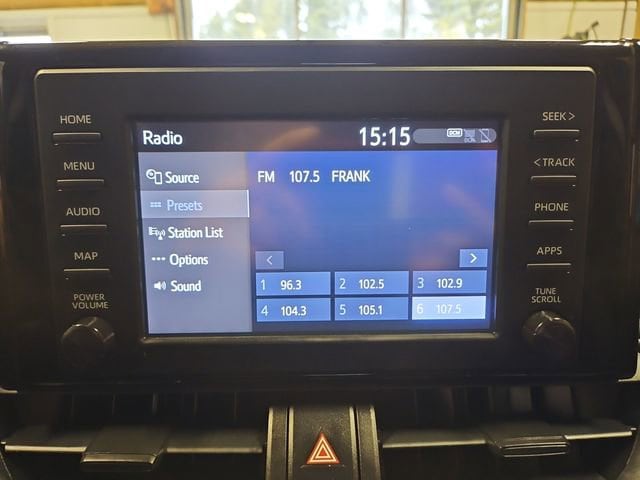 HOME
MENU
AUDIO
MAP
POWER
VOLUME
Radio
15:15
DCM
Source
Presets
Station List
Options
Sound
FM 107.5 FRANK
<
>
1 96.3
2 102.5
3 102.9
4 104.3
5 105.1
6 107.5
SEEK >
< TRACK
PHONE
APPS
TUNE
SCROLL